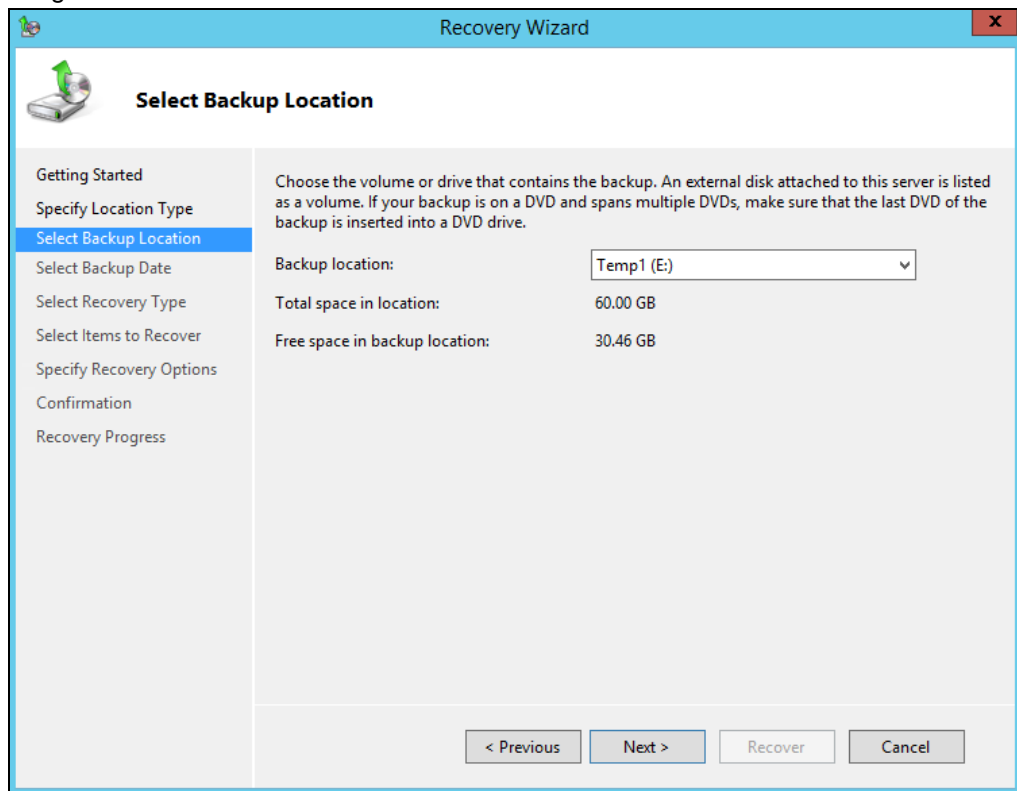 Recovery Wizard
x
Select Backup Location
Getting Started
Specify Location Type
Select Backup Location
Select Backup Date
Select Recovery Type
Select Items to Recover
Specify Recovery Options
Confirmation
Recovery Progress
Choose the volume or drive that contains the backup. An external disk attached to this server is listed
as a volume. If your backup is on a DVD and spans multiple DVDs, make sure that the last DVD of the
backup is inserted into a DVD drive.
Backup location: Temp1 (E:)
Total space in location: 60.00 GB
Free space in backup location: 30.46 GB
< Previous Next > Recover Cancel